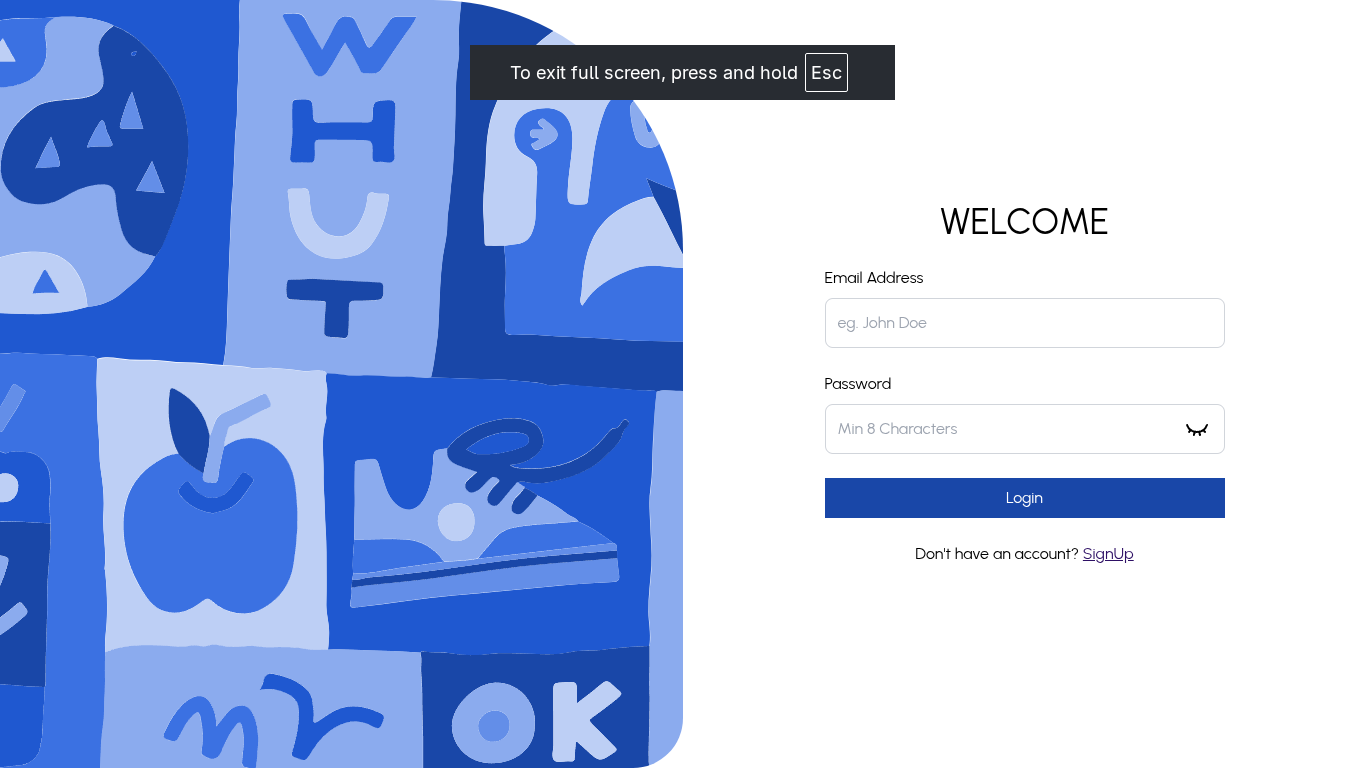 W
H
U
T
mr
OK
To exit full screen, press and hold Esc
WELCOME
Email Address
eg. John Doe
Password
Min 8 Characters
Login
Don't have an account? SignUp